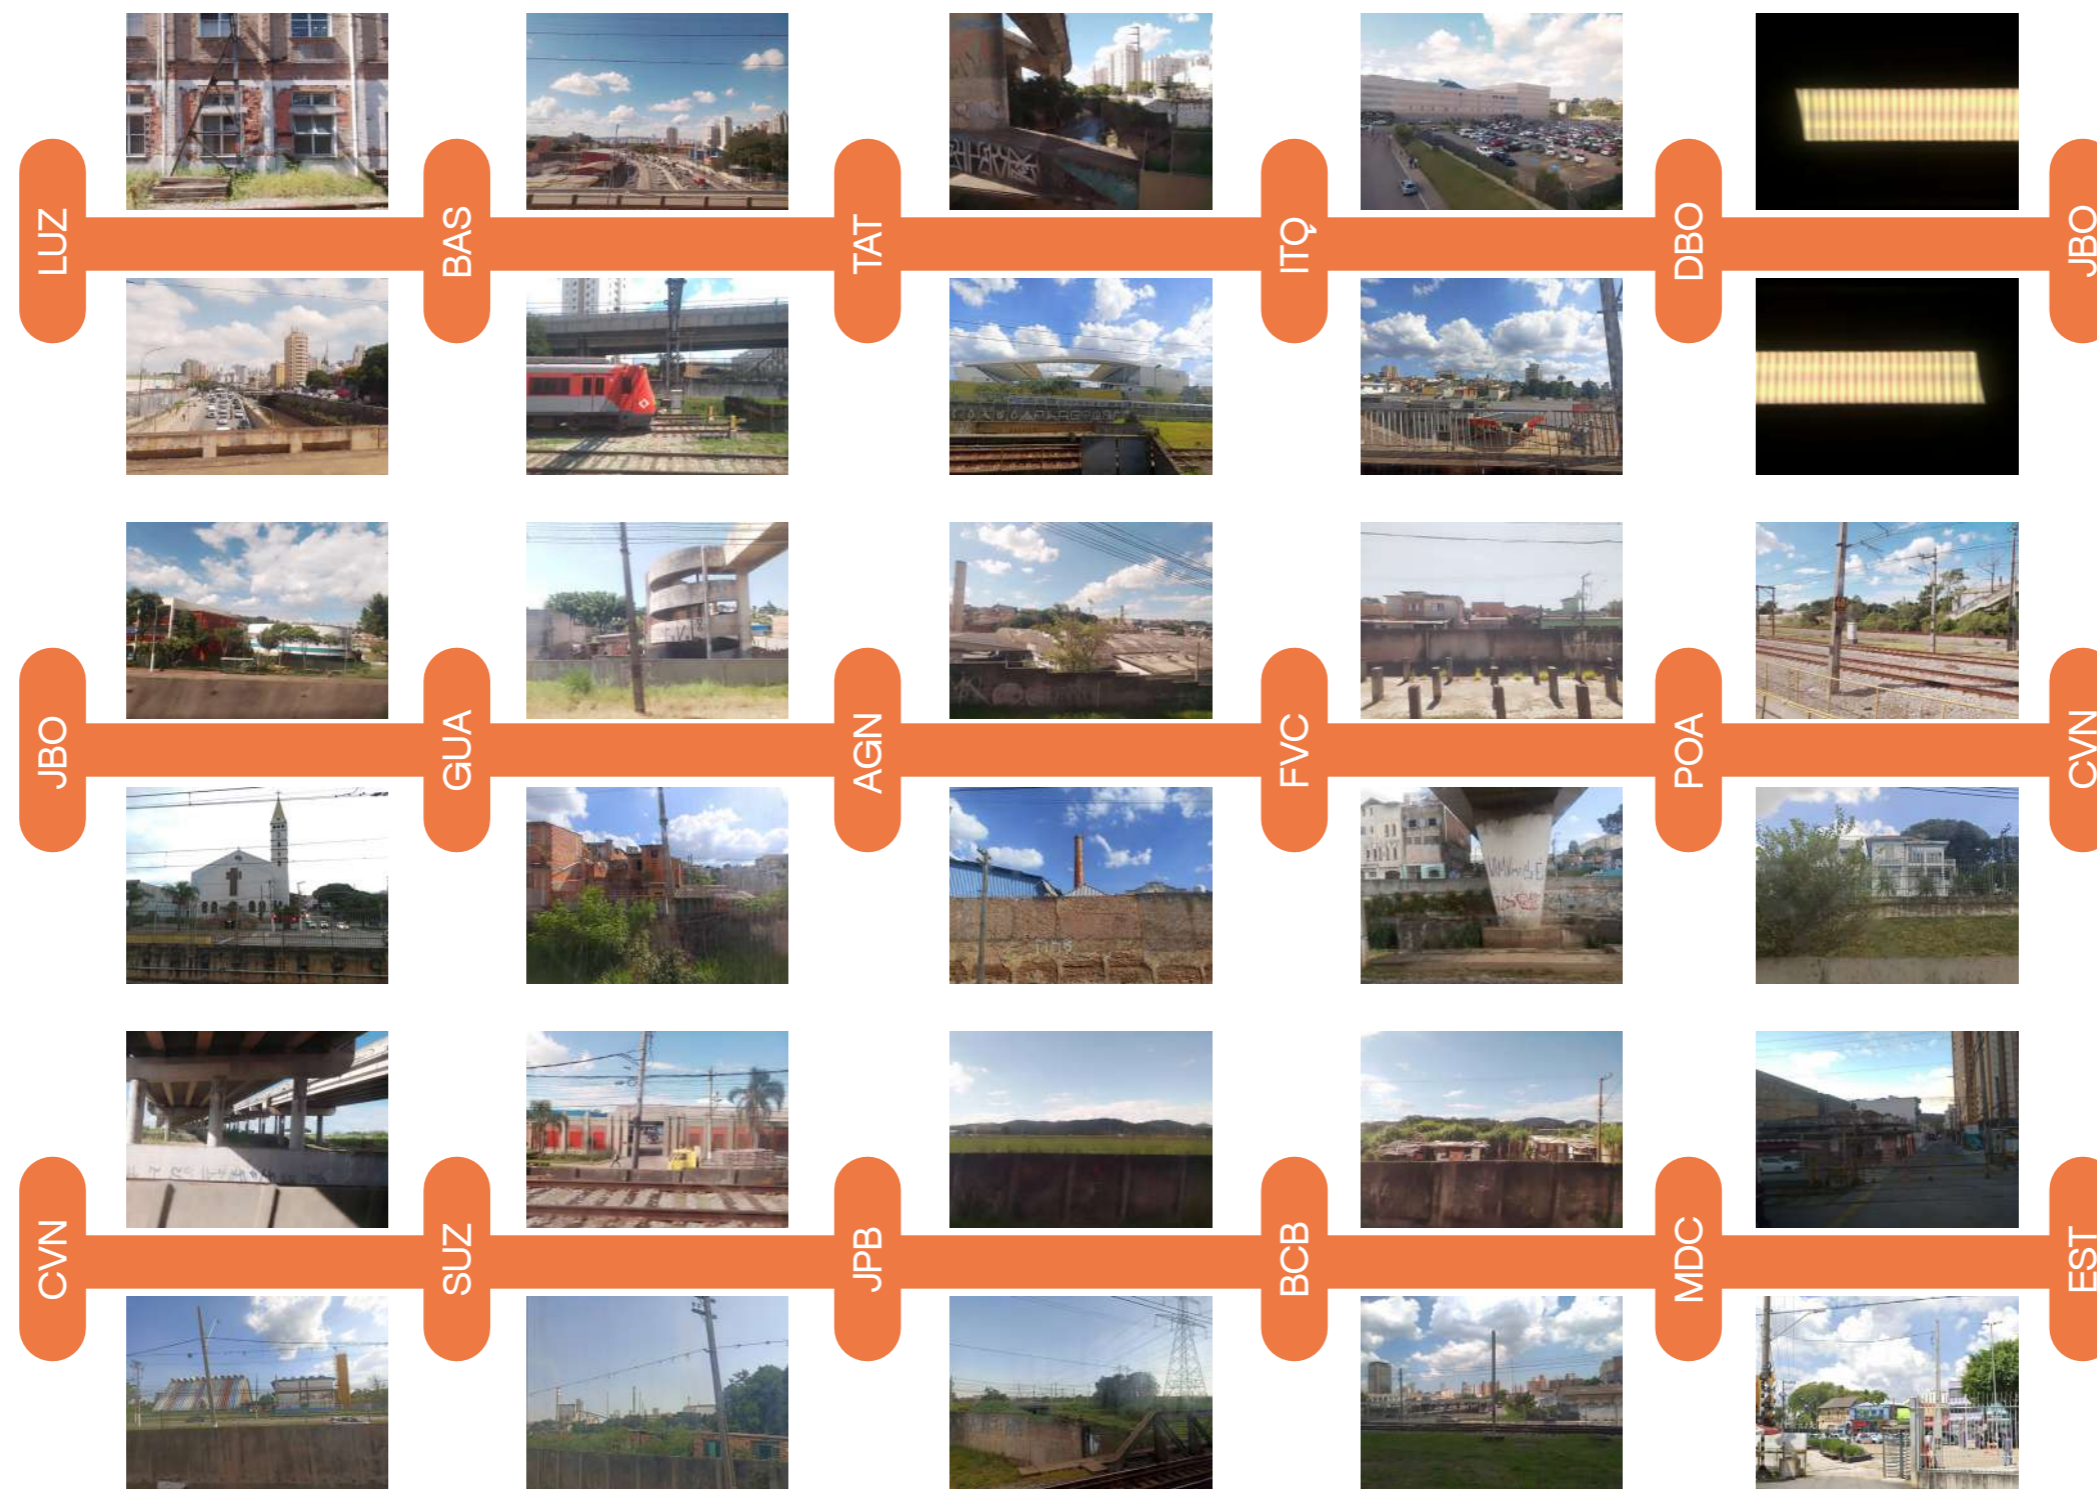 LUZ
BAS
TAT
ITQ
DBO
JBO
JBO
GUA
AGN
FVC
POA
CVN
CVN
SUZ
JPB
BCB
MDC
EST